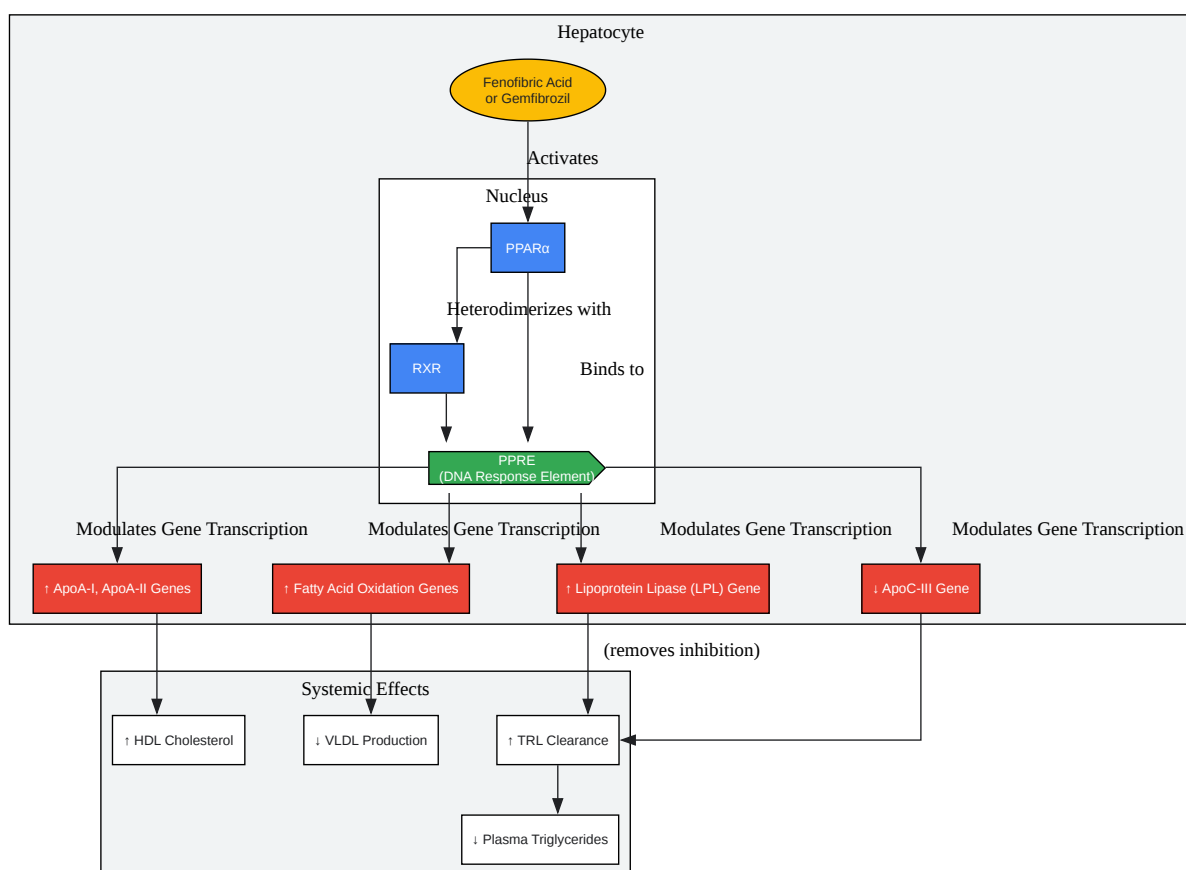 Hepatocyte
Fenofibric Acid
or Gemfibrozil
Activates
Nucleus
PPARα
Heterodimerizes with
RXR
Binds to
PPRE
(DNA Response Element)
Modulates Gene Transcription
Modulates Gene Transcription
Modulates Gene Transcription
Modulates Gene Transcription
↑ ApoA-I, ApoA-II Genes
↑ Fatty Acid Oxidation Genes
↑ Lipoprotein Lipase (LPL) Gene
↓ ApoC-III Gene
(removes inhibition)
Systemic Effects
↑ HDL Cholesterol
↓ VLDL Production
↑ TRL Clearance
↓ Plasma Triglycerides